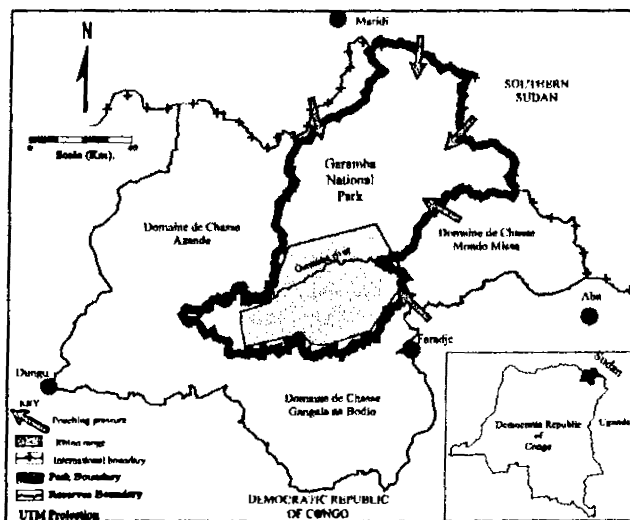 Maridi
N
SOUTHERN
SUDAN
Scale (Km).
Garamba
National
Park
Domaine de Chasse
Azande
Domaine de Chasse
Mondo Missa
Aba
Faradje
Dungu
Domaine de Chasse
Gangala na Bodio
KEY
Poaching pressure
Rhino range
International boundary
Park Boundary
Reserves Boundary
UTM Projection
DEMOCRATIC REPUBLIC
OF CONGO
Sudan
Democratic Republic
of
Congo
Uganda